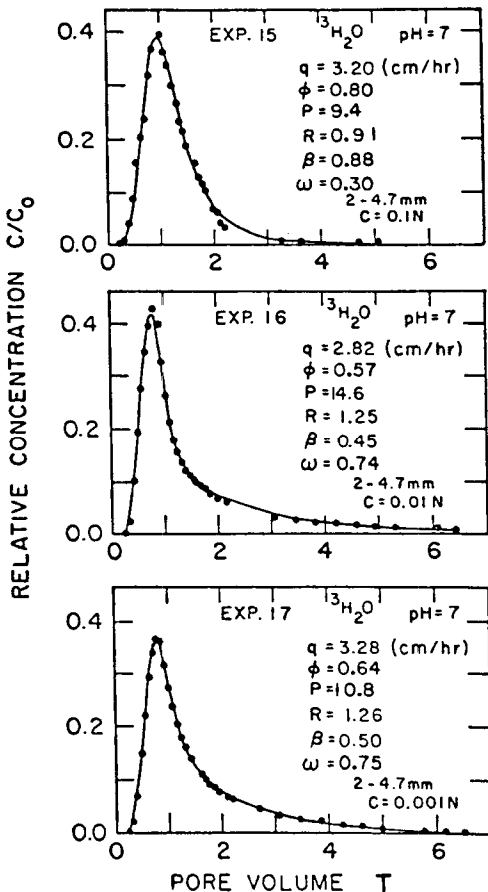 RELATIVE CONCENTRATION C/C₀
0.4
0.2
0.0
EXP. 15 ³H₂O pH=7
q = 3.20 (cm/hr)
ϕ = 0.80
P = 9.4
R = 0.91
β = 0.88
ω = 0.30
2-4.7mm
C=0.1N
0 2 4 6
0.4
0.2
0.0
EXP. 16 ³H₂O pH=7
q = 2.82 (cm/hr)
ϕ = 0.57
P = 14.6
R = 1.25
β = 0.45
ω = 0.74
2-4.7mm
C=0.01N
0 2 4 6
0.4
0.2
0.0
EXP. 17 ³H₂O pH=7
q = 3.28 (cm/hr)
ϕ = 0.64
P = 10.8
R = 1.26
β = 0.50
ω = 0.75
2-4.7mm
C=0.001N
0 2 4 6
PORE VOLUME T